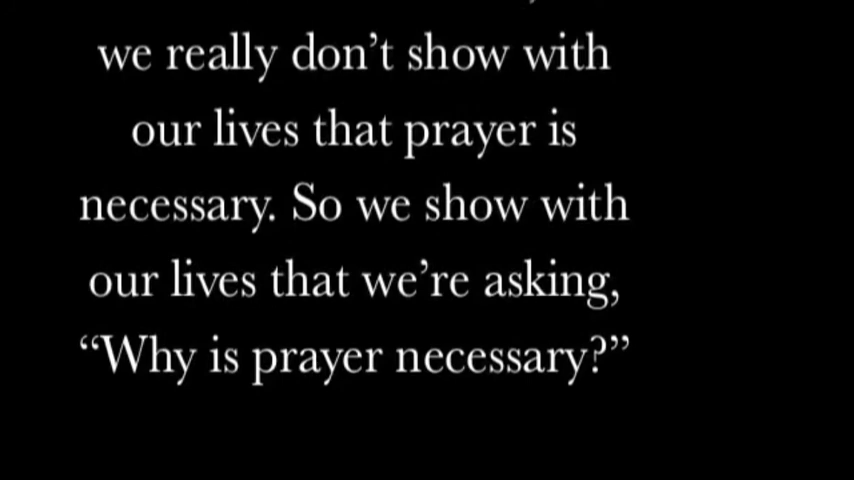 we really don’t show with
our lives that prayer is
necessary. So we show with
our lives that we’re asking,
“Why is prayer necessary?”